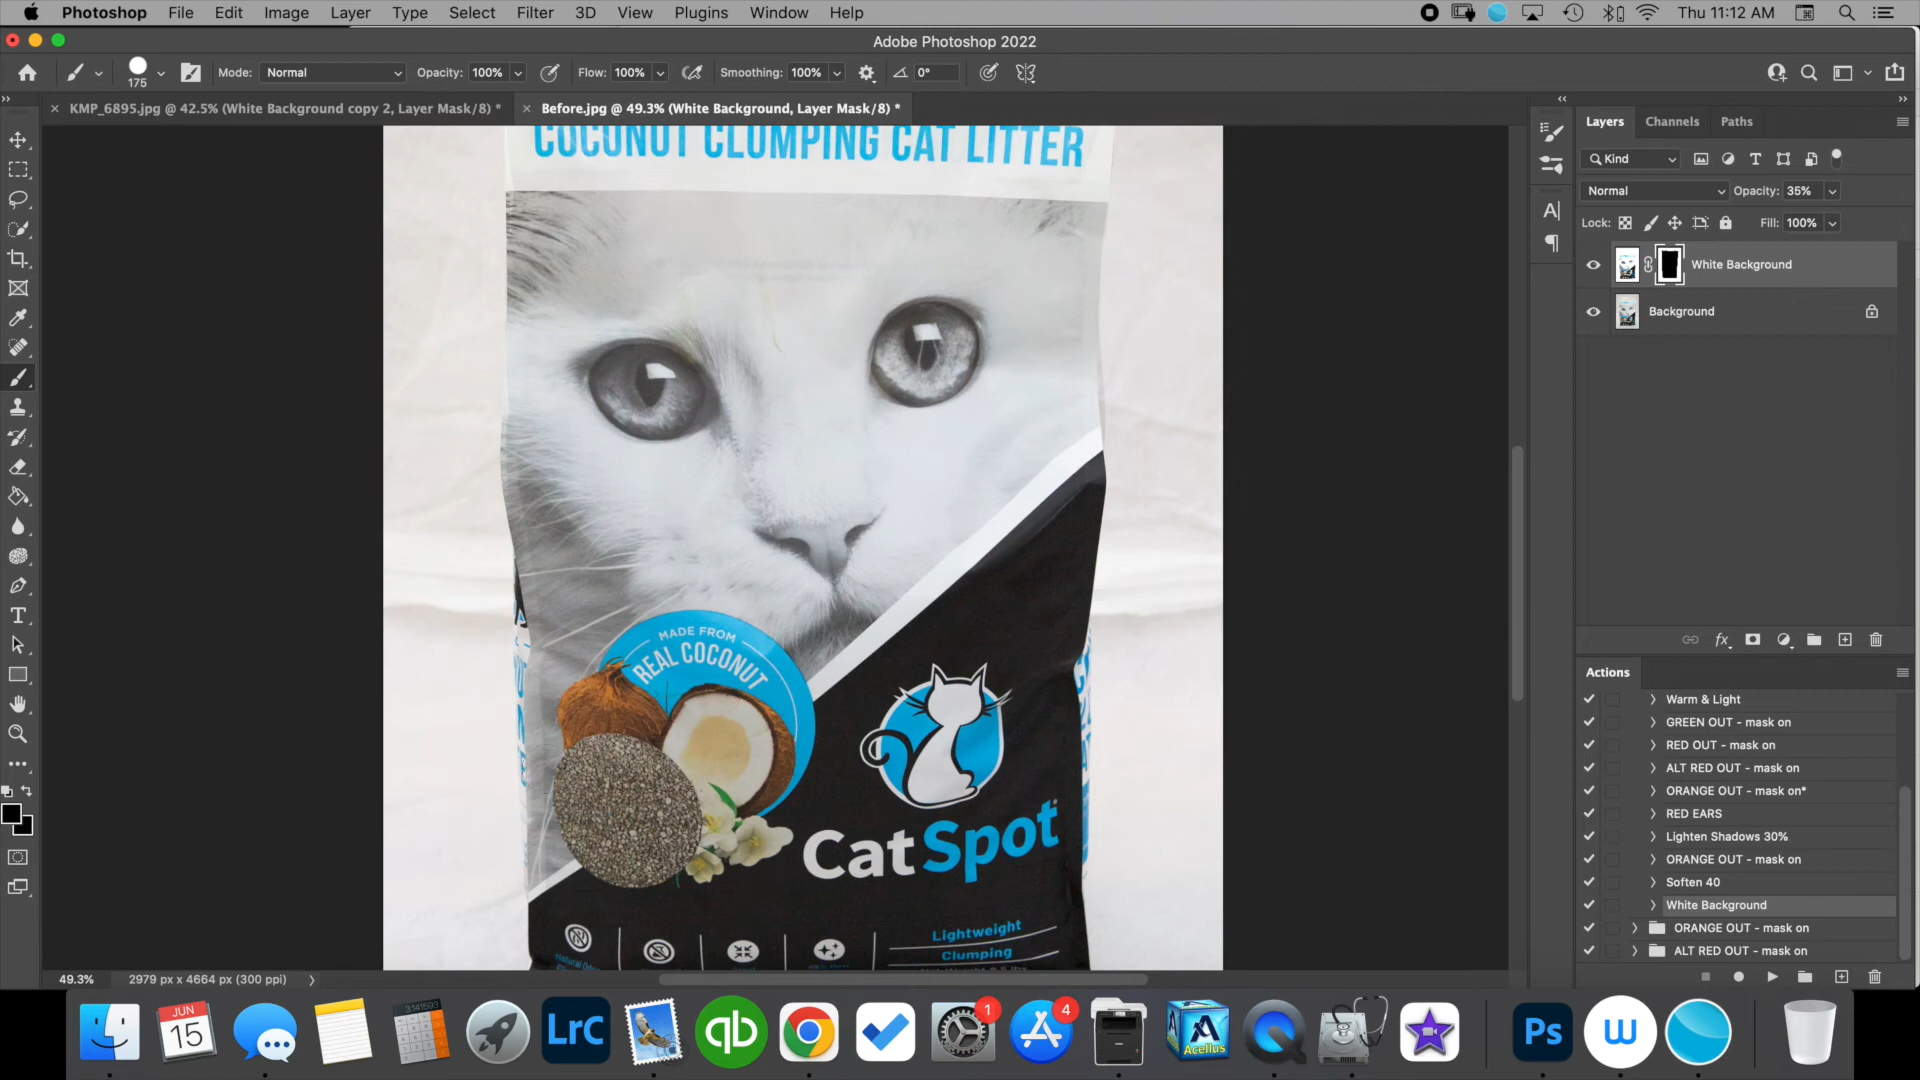 Photoshop File Edit Image Layer Type Select Filter 3D View Plugins Window Help Thu 11:12 AM
Adobe Photoshop 2022
175 Mode: Normal Opacity: 100% Flow: 100% Smoothing: 100% 0°
KMP_6895.jpg @ 42.5% (White Background copy 2, Layer Mask/8) * Before.jpg @ 49.3% (White Background, Layer Mask/8) *
Layers Channels Paths
Kind
Normal Opacity: 35%
Lock: Fill: 100%
White Background
Background
COCONUT CLUMPING CAT LITTER
MADE FROM
REAL COCONUT
CatSpot
Natural Odor
Lightweight
Clumping
Actions
Warm & Light
GREEN OUT - mask on
RED OUT - mask on
ALT RED OUT - mask on
ORANGE OUT - mask on*
RED EARS
Lighten Shadows 30%
ORANGE OUT - mask on
Soften 40
White Background
ORANGE OUT - mask on
ALT RED OUT - mask on
49.3% 2979 px x 4664 px (300 ppi)
JUN
15
LrC
qb
1
4
Acellus
Ps
W